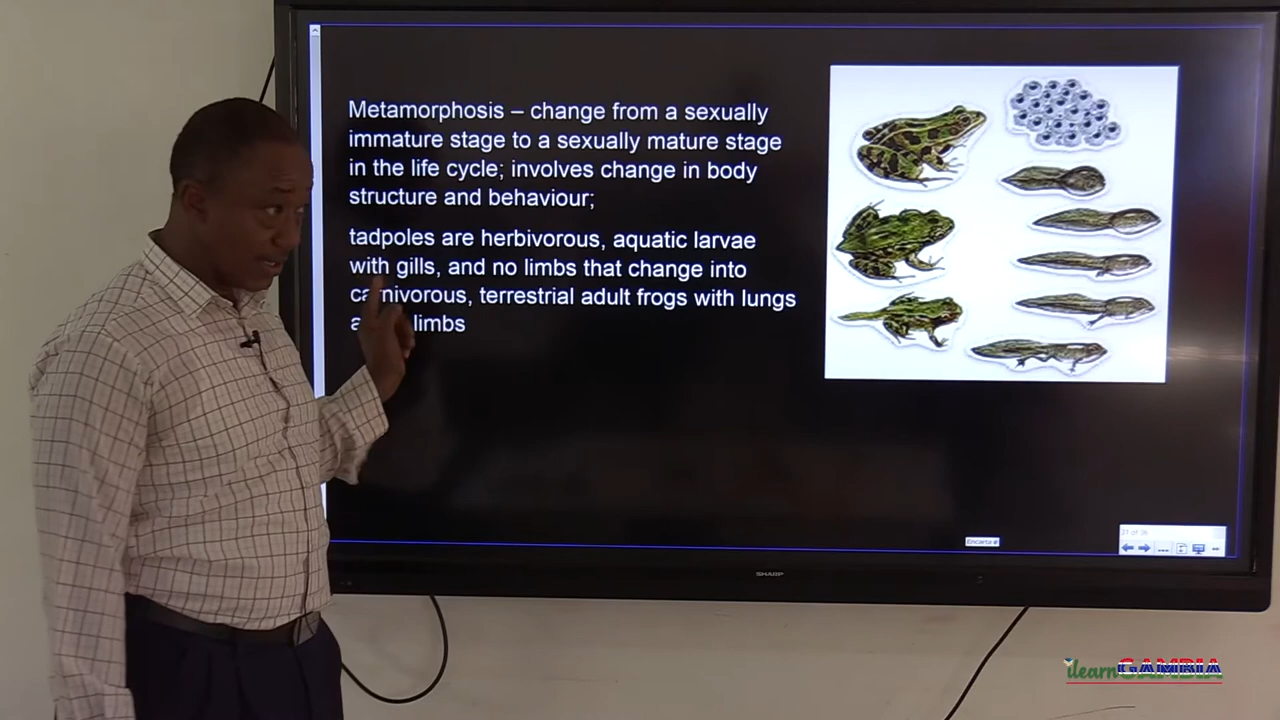 Metamorphosis – change from a sexually
immature stage to a sexually mature stage
in the life cycle; involves change in body
structure and behaviour;
tadpoles are herbivorous, aquatic larvae
with gills, and no limbs that change into
carnivorous, terrestrial adult frogs with lungs
limbs
Encarta
SHARP
ilearnGAMBIA